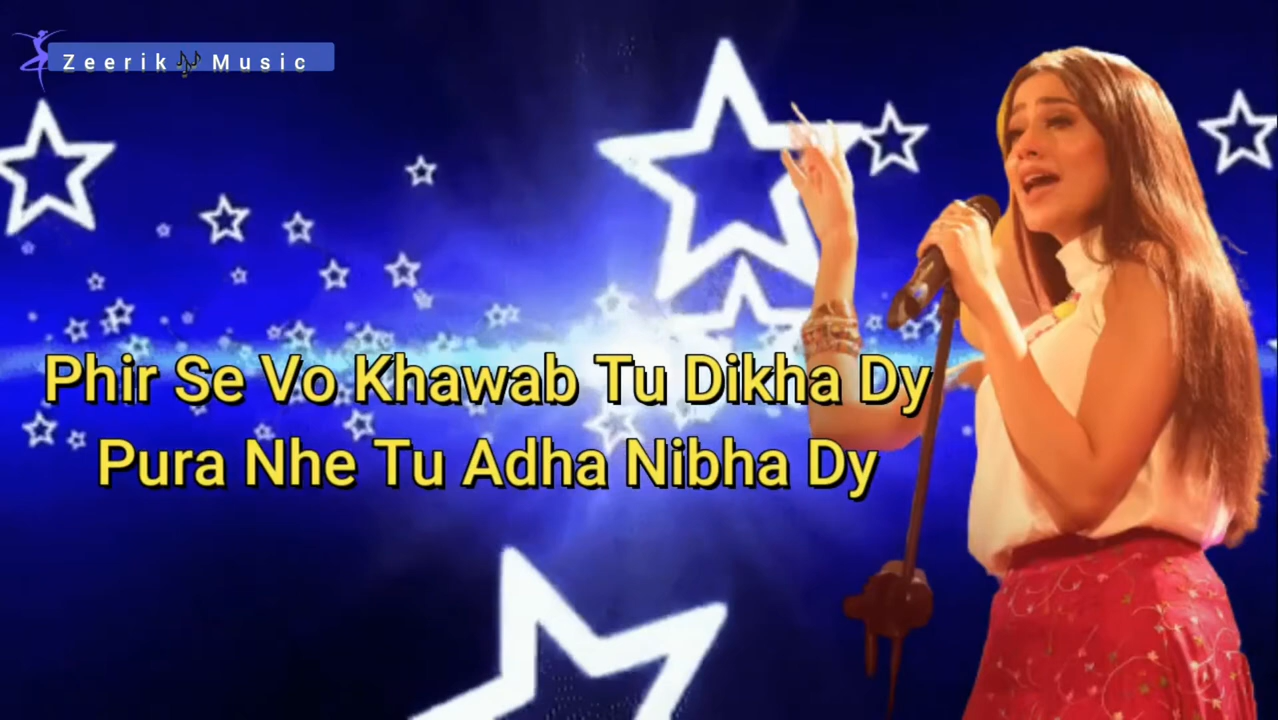 Zeerik🎶Music
Phir Se Vo Khawab Tu Dikha Dy
Pura Nhe Tu Adha Nibha Dy